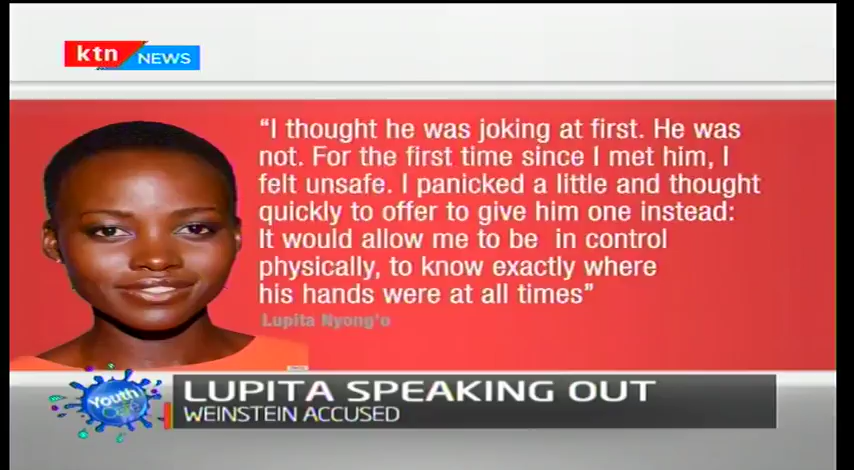 ktn NEWS
“I thought he was joking at first. He was
not. For the first time since I met him, I
felt unsafe. I panicked a little and thought
quickly to offer to give him one instead:
It would allow me to be in control
physically, to know exactly where
his hands were at all times”
Lupita Nyong'o
Youth
LUPITA SPEAKING OUT
WEINSTEIN ACCUSED